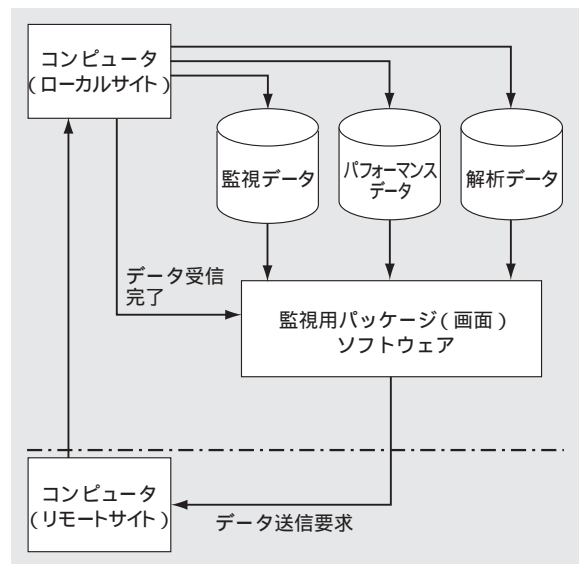 コンピュータ
(ローカルサイト)
監視データ
パフォーマンス
データ
解析データ
データ受信
完了
監視用パッケージ(画面)
ソフトウェア
コンピュータ
(リモートサイト)
データ送信要求